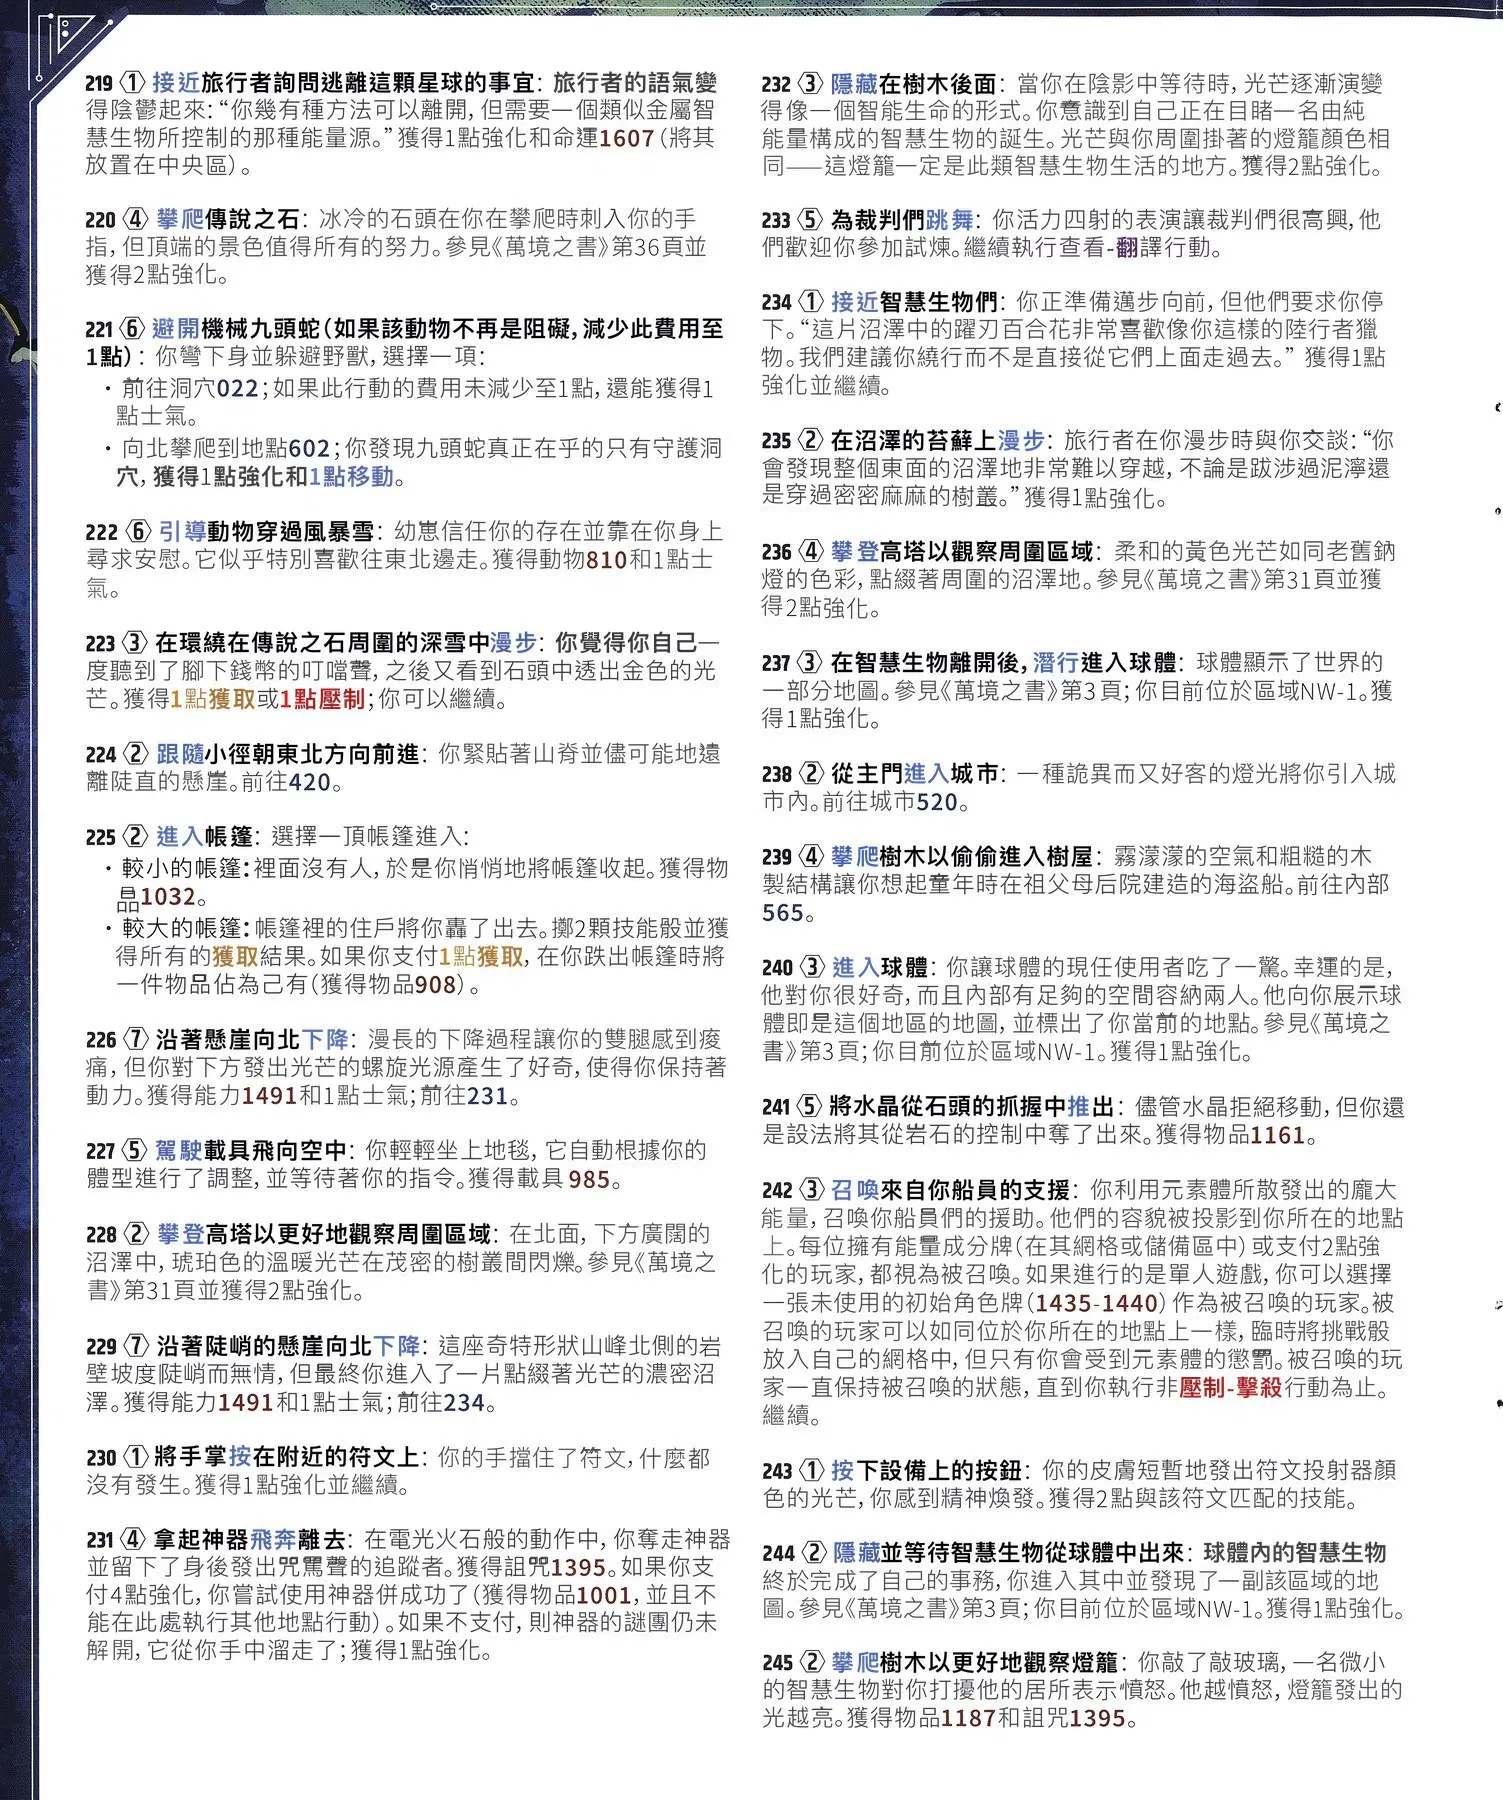 219 ① 接近旅行者詢問逃離這顆星球的事宜：旅行者的語氣變
得陰鬱起來：“你幾有種方法可以離開，但需要一個類似金屬智
慧生物所控制的那種能量源。”獲得1點強化和命運1607（將其
放置在中央區）。
220 ④ 攀爬傳說之石：冰冷的石頭在你在攀爬時刺入你的手
指，但頂端的景色值得所有的努力。參見《萬境之書》第36頁並
獲得2點強化。
221 ⑥ 避開機械九頭蛇（如果該動物不再是阻礙，減少此費用至
1點）：你彎下身並躲避野獸，選擇一項：
・前往洞穴022；如果此行動的費用未減少至1點，還能獲得1
點士氣。
・向北攀爬到地點602；你發現九頭蛇真正在乎的只有守護洞
穴，獲得1點強化和1點移動。
222 ⑥ 引導動物穿過風暴雪：幼崽信任你的存在並靠在你身上
尋求安慰。它似乎特別喜歡往東北邊走。獲得動物810和1點士
氣。
223 ③ 在環繞在傳說之石周圍的深雪中漫步：你覺得你自己一
度聽到了腳下錢幣的叮噹聲，之後又看到石頭中透出金色的光
芒。獲得1點獲取或1點壓制；你可以繼續。
224 ② 跟隨小徑朝東北方向前進：你緊貼著山脊並儘可能地遠
離陡直的懸崖。前往420。
225 ② 進入帳篷：選擇一頂帳篷進入：
・較小的帳篷：裡面沒有人，於是你悄悄地將帳篷收起。獲得物
品1032。
・較大的帳篷：帳篷裡的住戶將你轟了出去。擲2顆技能骰並獲
得所有的獲取結果。如果你支付1點獲取，在你跌出帳篷時將
一件物品佔為己有（獲得物品908）。
226 ⑦ 沿著懸崖向北下降：漫長的下降過程讓你的雙腿感到痠
痛，但你對下方發出光芒的螺旋光源產生了好奇，使得你保持著
動力。獲得能力1491和1點士氣；前往231。
227 ⑤ 駕駛載具飛向空中：你輕輕坐上地毯，它自動根據你的
體型進行了調整，並等待著你的指令。獲得載具 985。
228 ② 攀登高塔以更好地觀察周圍區域：在北面，下方廣闊的
沼澤中，琥珀色的溫暖光芒在茂密的樹叢間閃爍。參見《萬境之
書》第31頁並獲得2點強化。
229 ⑦ 沿著陡峭的懸崖向北下降：這座奇特形狀山峰北側的岩
壁坡度陡峭而無情，但最終你進入了一片點綴著光芒的濃密沼
澤。獲得能力1491和1點士氣；前往234。
230 ① 將手掌按在附近的符文上：你的手擋住了符文，什麼都
沒有發生。獲得1點強化並繼續。
231 ④ 拿起神器飛奔離去：在電光火石般的動作中，你奪走神器
並留下了身後發出咒罵聲的追蹤者。獲得詛咒1395。如果你支
付4點強化，你嘗試使用神器併成功了（獲得物品1001，並且不
能在此處執行其他地點行動）。如果不支付，則神器的謎團仍未
解開，它從你手中溜走了；獲得1點強化。
232 ③ 隱藏在樹木後面：當你在陰影中等待時，光芒逐漸演變
得像一個智能生命的形式。你意識到自己正在目睹一名由純
能量構成的智慧生物的誕生。光芒與你周圍掛著的燈籠顏色相
同——這燈籠一定是此類智慧生物生活的地方。獲得2點強化。
233 ⑤ 為裁判們跳舞：你活力四射的表演讓裁判們很高興，他
們歡迎你參加試煉。繼續執行查看-翻譯行動。
234 ① 接近智慧生物們：你正準備邁步向前，但他們要求你停
下。“這片沼澤中的躍刃百合花非常喜歡像你這樣的陸行者獵
物。我們建議你繞行而不是直接從它們上面走過去。” 獲得1點
強化並繼續。
235 ② 在沼澤的苔蘚上漫步：旅行者在你漫步時與你交談：“你
會發現整個東面的沼澤地非常難以穿越，不論是跋涉過泥濘還
是穿過密密麻麻的樹叢。”獲得1點強化。
236 ④ 攀登高塔以觀察周圍區域：柔和的黃色光芒如同老舊鈉
燈的色彩，點綴著周圍的沼澤地。參見《萬境之書》第31頁並獲
得2點強化。
237 ③ 在智慧生物離開後，潛行進入球體：球體顯示了世界的
一部分地圖。參見《萬境之書》第3頁；你目前位於區域NW-1。獲
得1點強化。
238 ② 從主門進入城市：一種詭異而又好客的燈光將你引入城
市內。前往城市520。
239 ④ 攀爬樹木以偷偷進入樹屋：霧濛濛的空氣和粗糙的木
製結構讓你想起童年時在祖父母后院建造的海盜船。前往內部
565。
240 ③ 進入球體：你讓球體的現任使用者吃了一驚。幸運的是，
他對你很好奇，而且內部有足夠的空間容納兩人。他向你展示球
體即是這個地區的地圖，並標出了你當前的地點。參見《萬境之
書》第3頁；你目前位於區域NW-1。獲得1點強化。
241 ⑤ 將水晶從石頭的抓握中推出：儘管水晶拒絕移動，但你還
是設法將其從岩石的控制中奪了出來。獲得物品1161。
242 ③ 召喚來自你船員的支援：你利用元素體所散發出的龐大
能量，召喚你船員們的援助。他們的容貌被投影到你所在的地點
上。每位擁有能量成分牌（在其網格或儲備區中）或支付2點強
化的玩家，都視為被召喚。如果進行的是單人遊戲，你可以選擇
一張未使用的初始角色牌（1435-1440）作為被召喚的玩家。被
召喚的玩家可以如同位於你所在的地點上一樣，臨時將挑戰骰
放入自己的網格中，但只有你會受到元素體的懲罰。被召喚的玩
家一直保持被召喚的狀態，直到你執行非壓制-擊殺行動為止。
繼續。
243 ① 按下設備上的按鈕：你的皮膚短暫地發出符文投射器顏
色的光芒，你感到精神煥發。獲得2點與該符文匹配的技能。
244 ② 隱藏並等待智慧生物從球體中出來：球體內的智慧生物
終於完成了自己的事務，你進入其中並發現了一副該區域的地
圖。參見《萬境之書》第3頁；你目前位於區域NW-1。獲得1點強化。
245 ② 攀爬樹木以更好地觀察燈籠：你敲了敲玻璃，一名微小
的智慧生物對你打擾他的居所表示憤怒。他越憤怒，燈籠發出的
光越亮。獲得物品1187和詛咒1395。